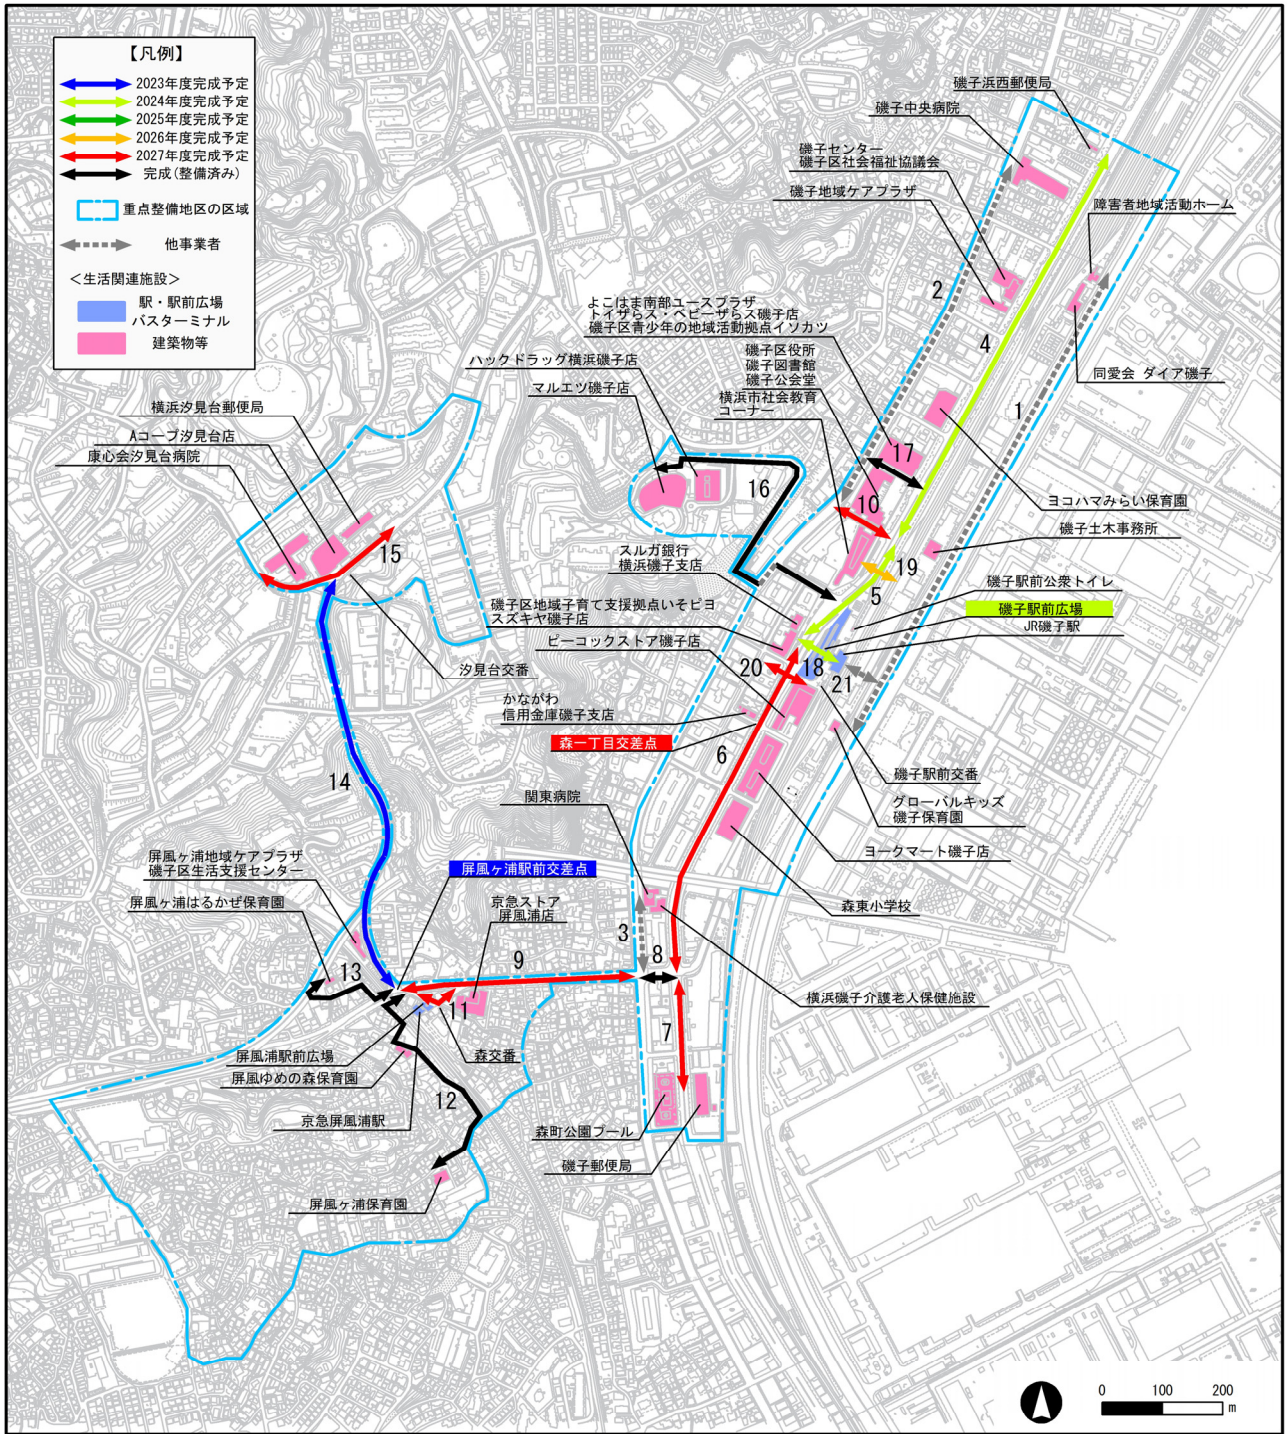 【凡例】
2023年度完成予定
2024年度完成予定
2025年度完成予定
2026年度完成予定
2027年度完成予定
完成(整備済み)
重点整備地区の区域
他事業者
＜生活関連施設＞
駅・駅前広場
バスターミナル
建築物等
磯子浜西郵便局
磯子中央病院
磯子センター
磯子区社会福祉協議会
磯子地域ケアプラザ
障害者地域活動ホーム
2
よこはま南部ユースプラザ
トイザらス・ベビーザらス磯子店
磯子区青少年の地域活動拠点イソカツ
4
磯子区役所
磯子図書館
磯子公会堂
横浜市社会教育
コーナー
ハックドラッグ横浜磯子店
マルエツ磯子店
同愛会 ダイア磯子
1
横浜汐見台郵便局
Aコープ汐見台店
康心会汐見台病院
17
16
10
ヨコハマみらい保育園
磯子土木事務所
15
スルガ銀行
横浜磯子支店
19
磯子駅前公衆トイレ
5
磯子区地域子育て支援拠点いそピヨ
スズキヤ磯子店
磯子駅前広場
JR磯子駅
ピーコックストア磯子店
汐見台交番
20
18
21
かながわ
信用金庫磯子支店
森一丁目交差点
6
14
磯子駅前交番
関東病院
グローバルキッズ
磯子保育園
屏風ヶ浦地域ケアプラザ
磯子区生活支援センター
屏風ヶ浦駅前交差点
ヨークマート磯子店
屏風ヶ浦はるかぜ保育園
京急ストア
屏風浦店
森東小学校
3
9
8
13
横浜磯子介護老人保健施設
11
7
屏風浦駅前広場
森交番
屏風ゆめの森保育園
12
京急屏風浦駅
森町公園プール
磯子郵便局
屏風ヶ浦保育園
0 100 200
m